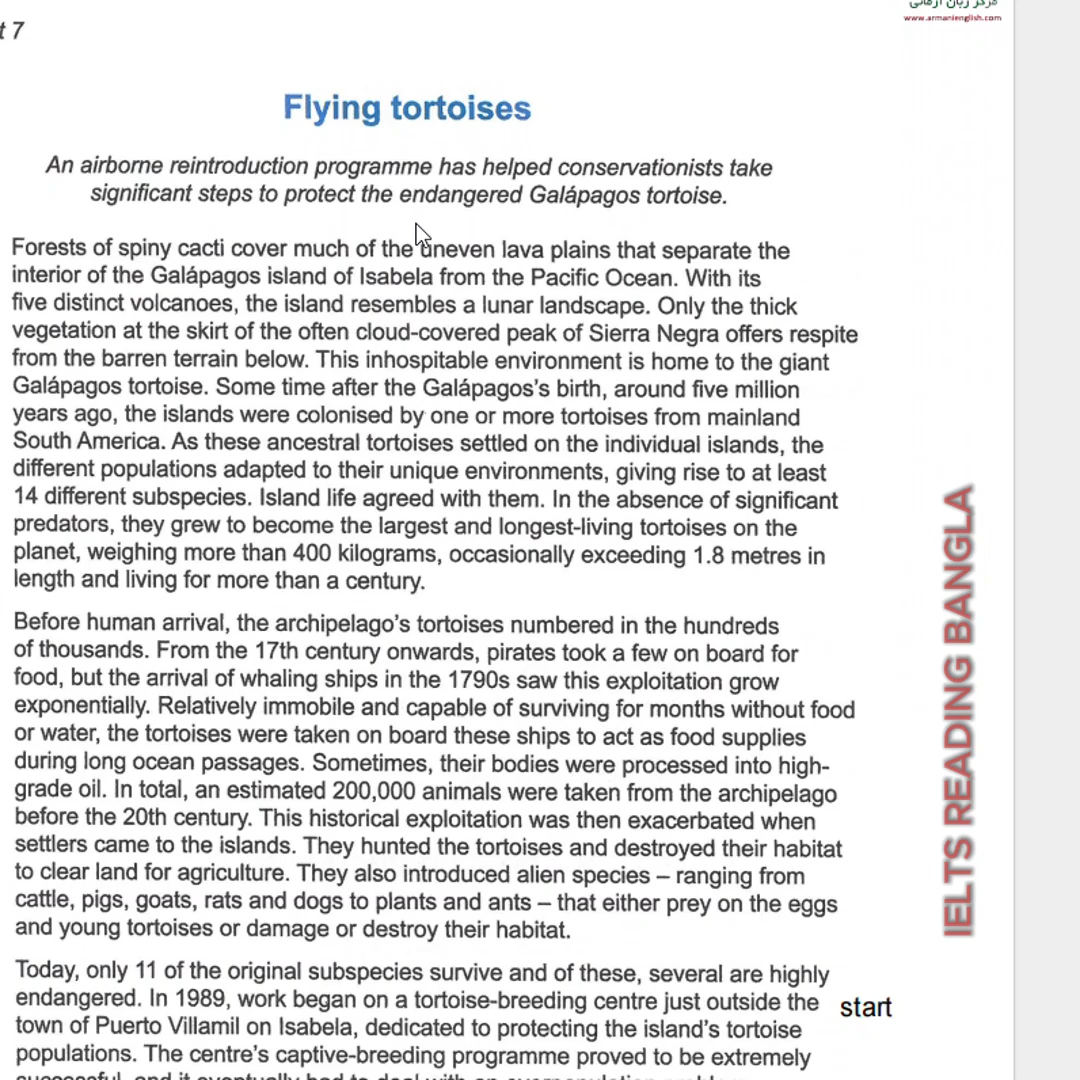 مرکز زبان آرمانی
www.armanienglish.com
t 7
Flying tortoises
An airborne reintroduction programme has helped conservationists take
significant steps to protect the endangered Galápagos tortoise.
Forests of spiny cacti cover much of the uneven lava plains that separate the
interior of the Galápagos island of Isabela from the Pacific Ocean. With its
five distinct volcanoes, the island resembles a lunar landscape. Only the thick
vegetation at the skirt of the often cloud-covered peak of Sierra Negra offers respite
from the barren terrain below. This inhospitable environment is home to the giant
Galápagos tortoise. Some time after the Galápagos's birth, around five million
years ago, the islands were colonised by one or more tortoises from mainland
South America. As these ancestral tortoises settled on the individual islands, the
different populations adapted to their unique environments, giving rise to at least
14 different subspecies. Island life agreed with them. In the absence of significant
predators, they grew to become the largest and longest-living tortoises on the
planet, weighing more than 400 kilograms, occasionally exceeding 1.8 metres in
length and living for more than a century.
Before human arrival, the archipelago's tortoises numbered in the hundreds
of thousands. From the 17th century onwards, pirates took a few on board for
food, but the arrival of whaling ships in the 1790s saw this exploitation grow
exponentially. Relatively immobile and capable of surviving for months without food
or water, the tortoises were taken on board these ships to act as food supplies
during long ocean passages. Sometimes, their bodies were processed into high-
grade oil. In total, an estimated 200,000 animals were taken from the archipelago
before the 20th century. This historical exploitation was then exacerbated when
settlers came to the islands. They hunted the tortoises and destroyed their habitat
to clear land for agriculture. They also introduced alien species – ranging from
cattle, pigs, goats, rats and dogs to plants and ants – that either prey on the eggs
and young tortoises or damage or destroy their habitat.
Today, only 11 of the original subspecies survive and of these, several are highly
endangered. In 1989, work began on a tortoise-breeding centre just outside the
town of Puerto Villamil on Isabela, dedicated to protecting the island's tortoise
populations. The centre's captive-breeding programme proved to be extremely
start
IELTS READING BANGLA